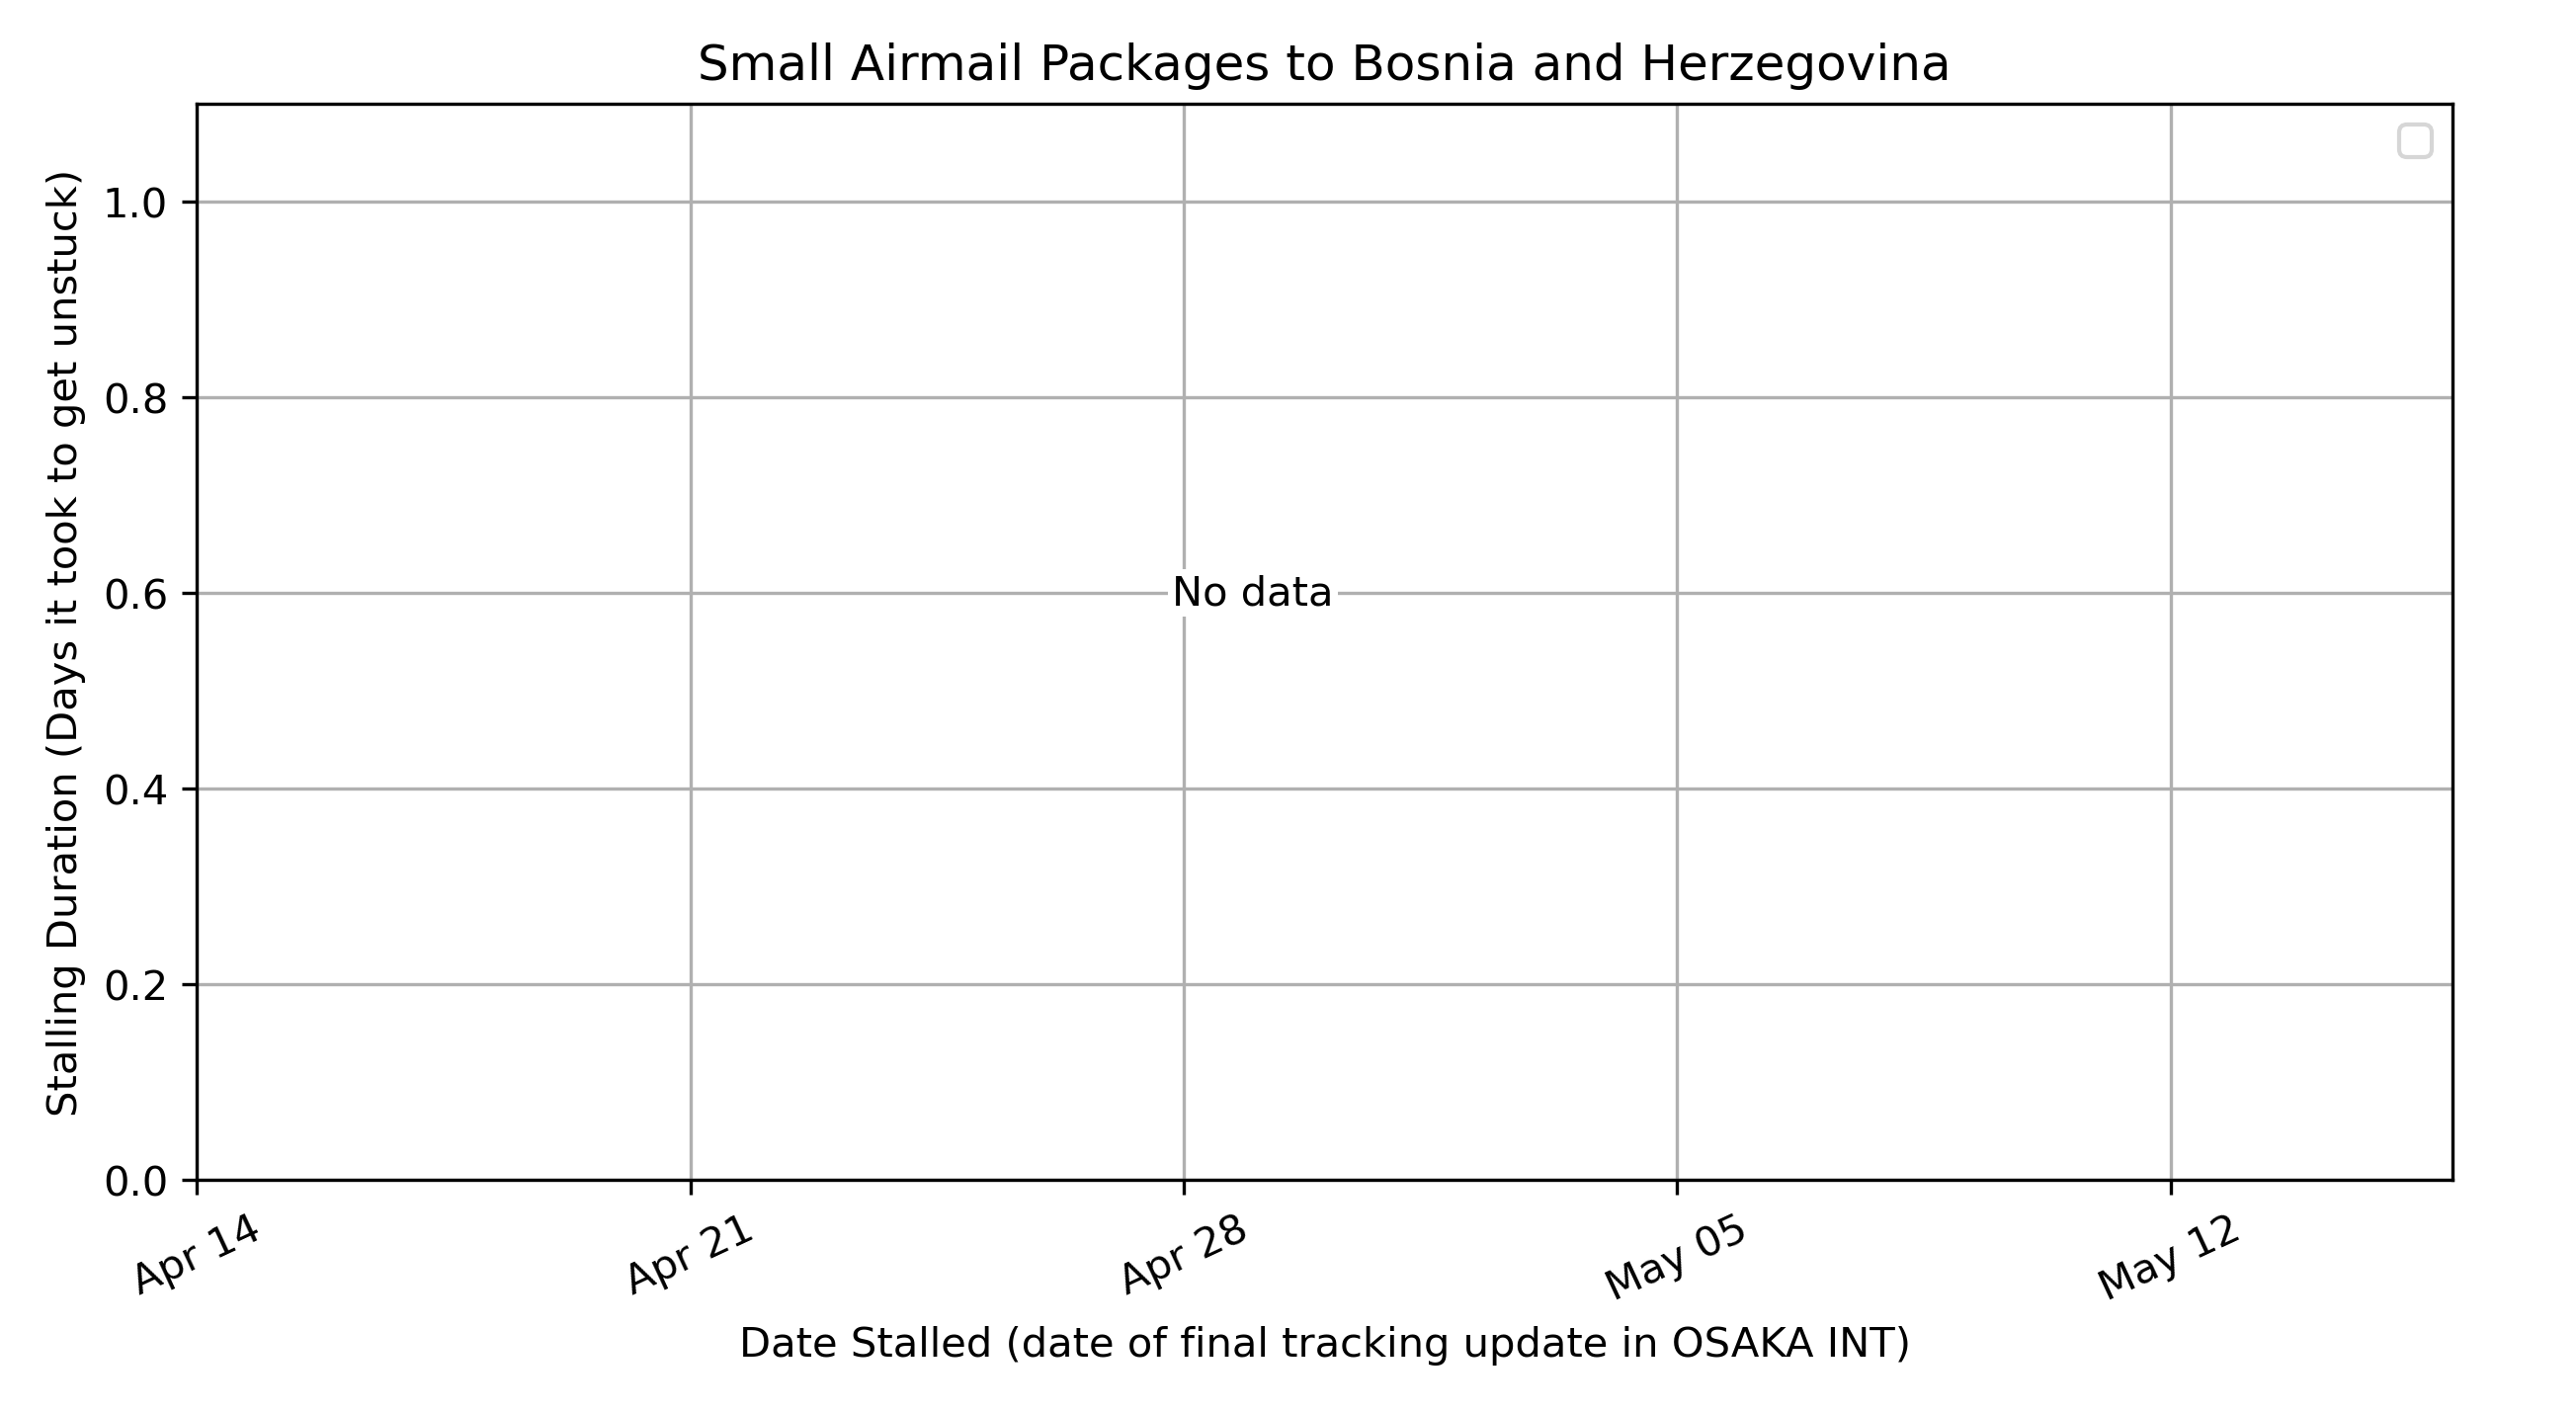 Small Airmail Packages to Bosnia and Herzegovina
Stalling Duration (Days it took to get unstuck)
1.0
0.8
0.6
0.4
0.2
0.0
No data
Apr 14
Apr 21
Apr 28
May 05
May 12
Date Stalled (date of final tracking update in OSAKA INT)